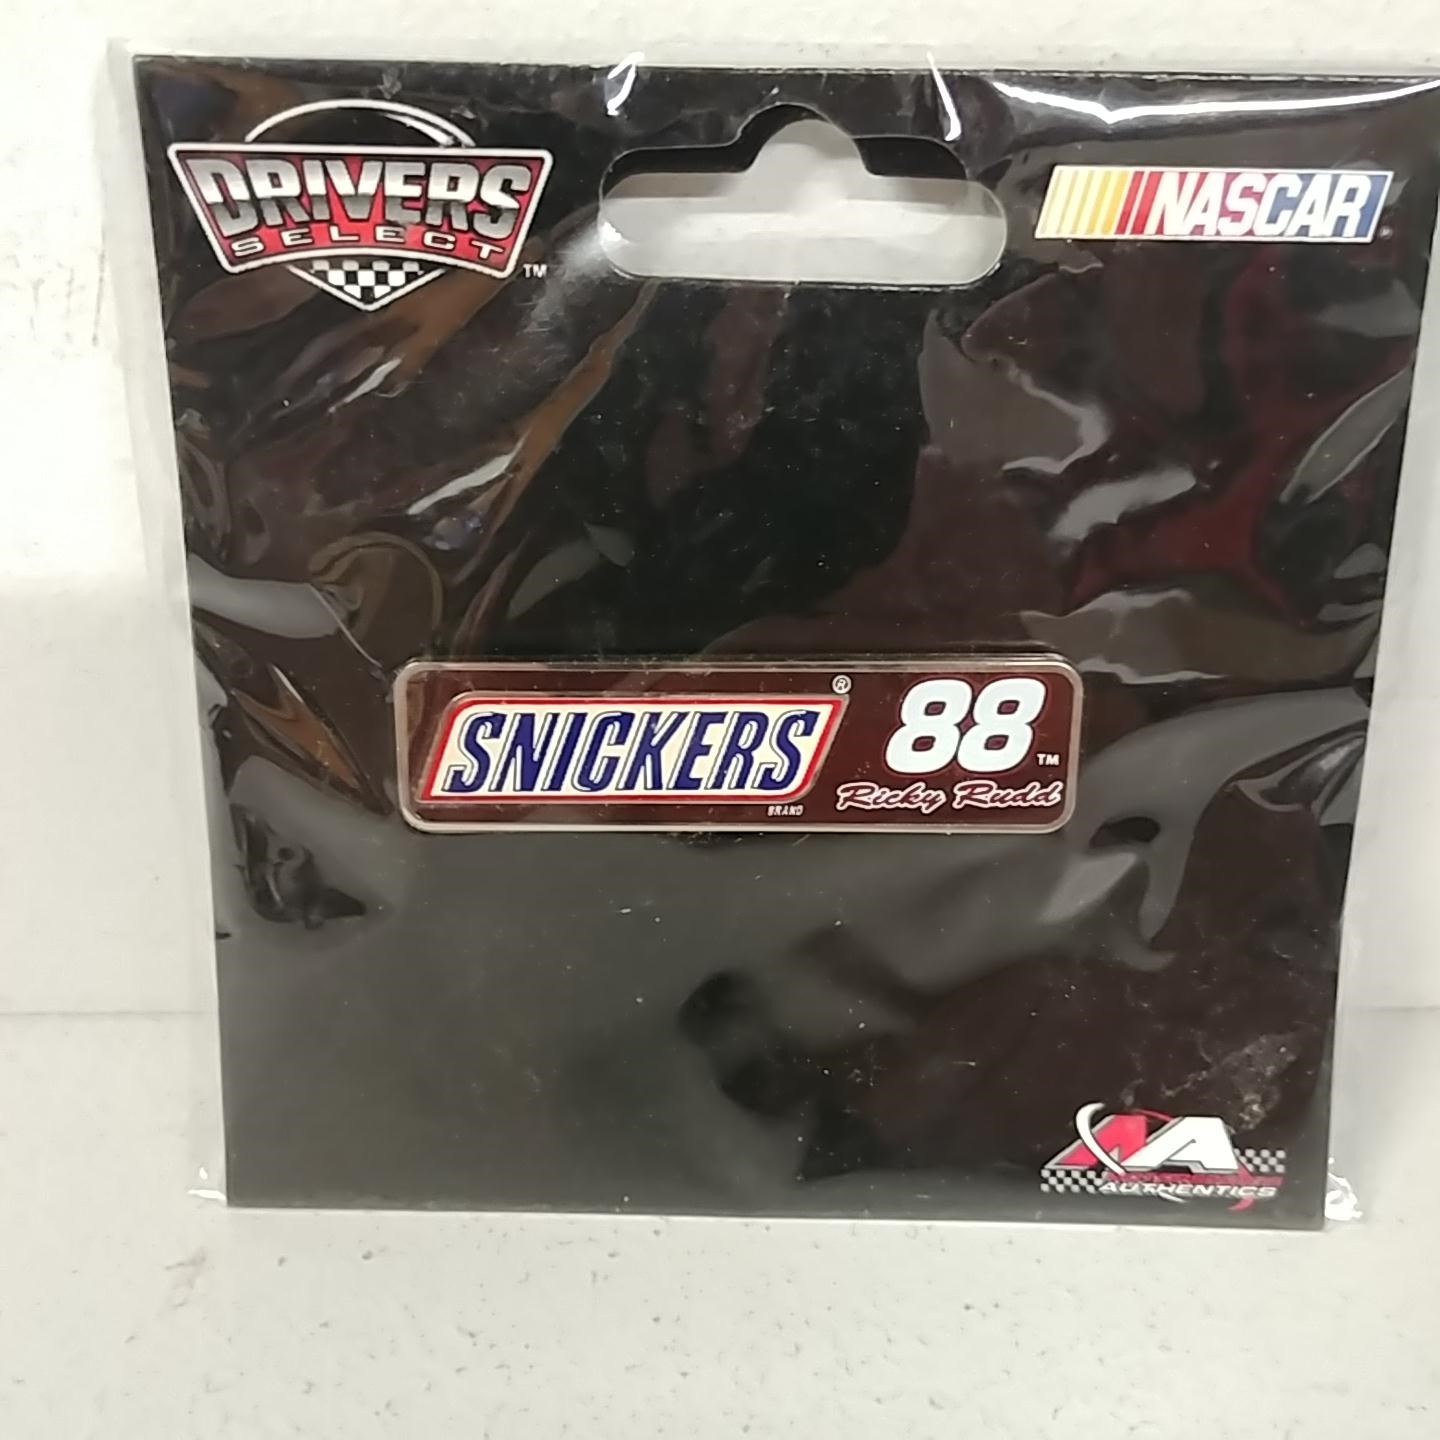 DRIVERS
SELECT
TM
NASCAR
SNICKERS
®
BRAND
88
TM
Ricky Rudd
AUTHENTICS